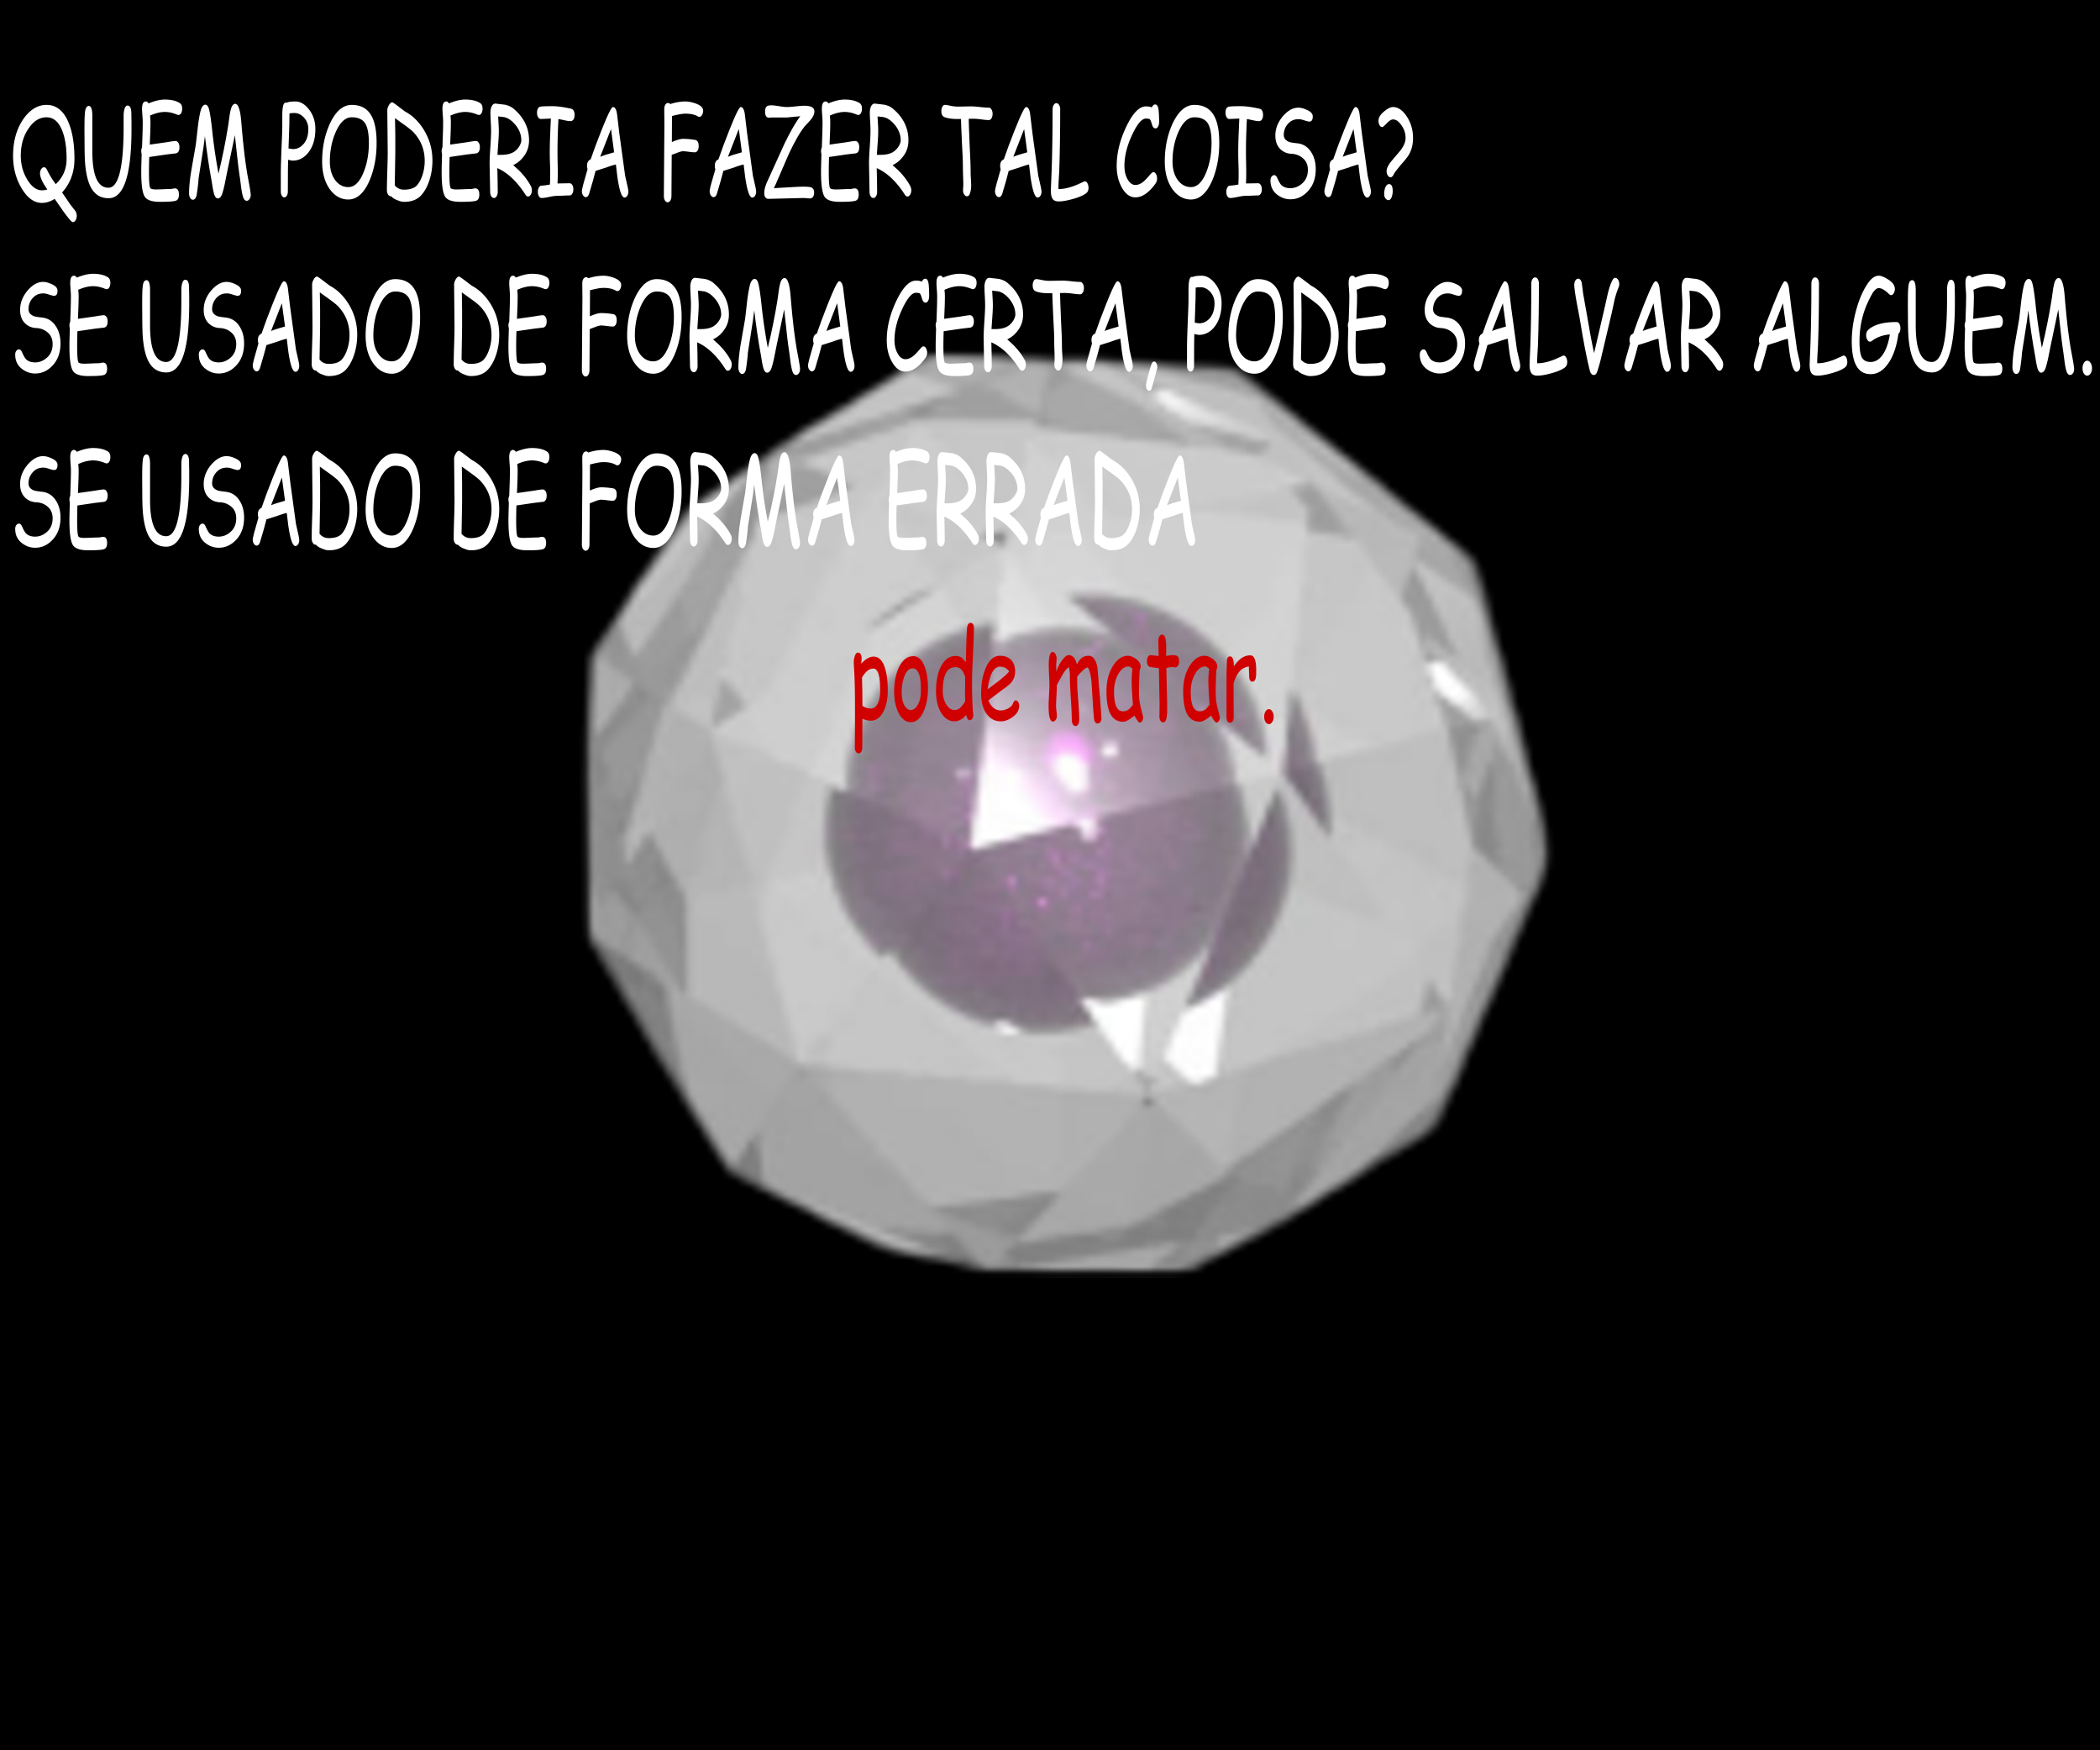 QUEM PODERIA FAZER TAL COISA?
SE USADO DE FORMA CERTA, PODE SALVAR ALGUEM.
SE USADO DE FORMA ERRADA
pode matar.